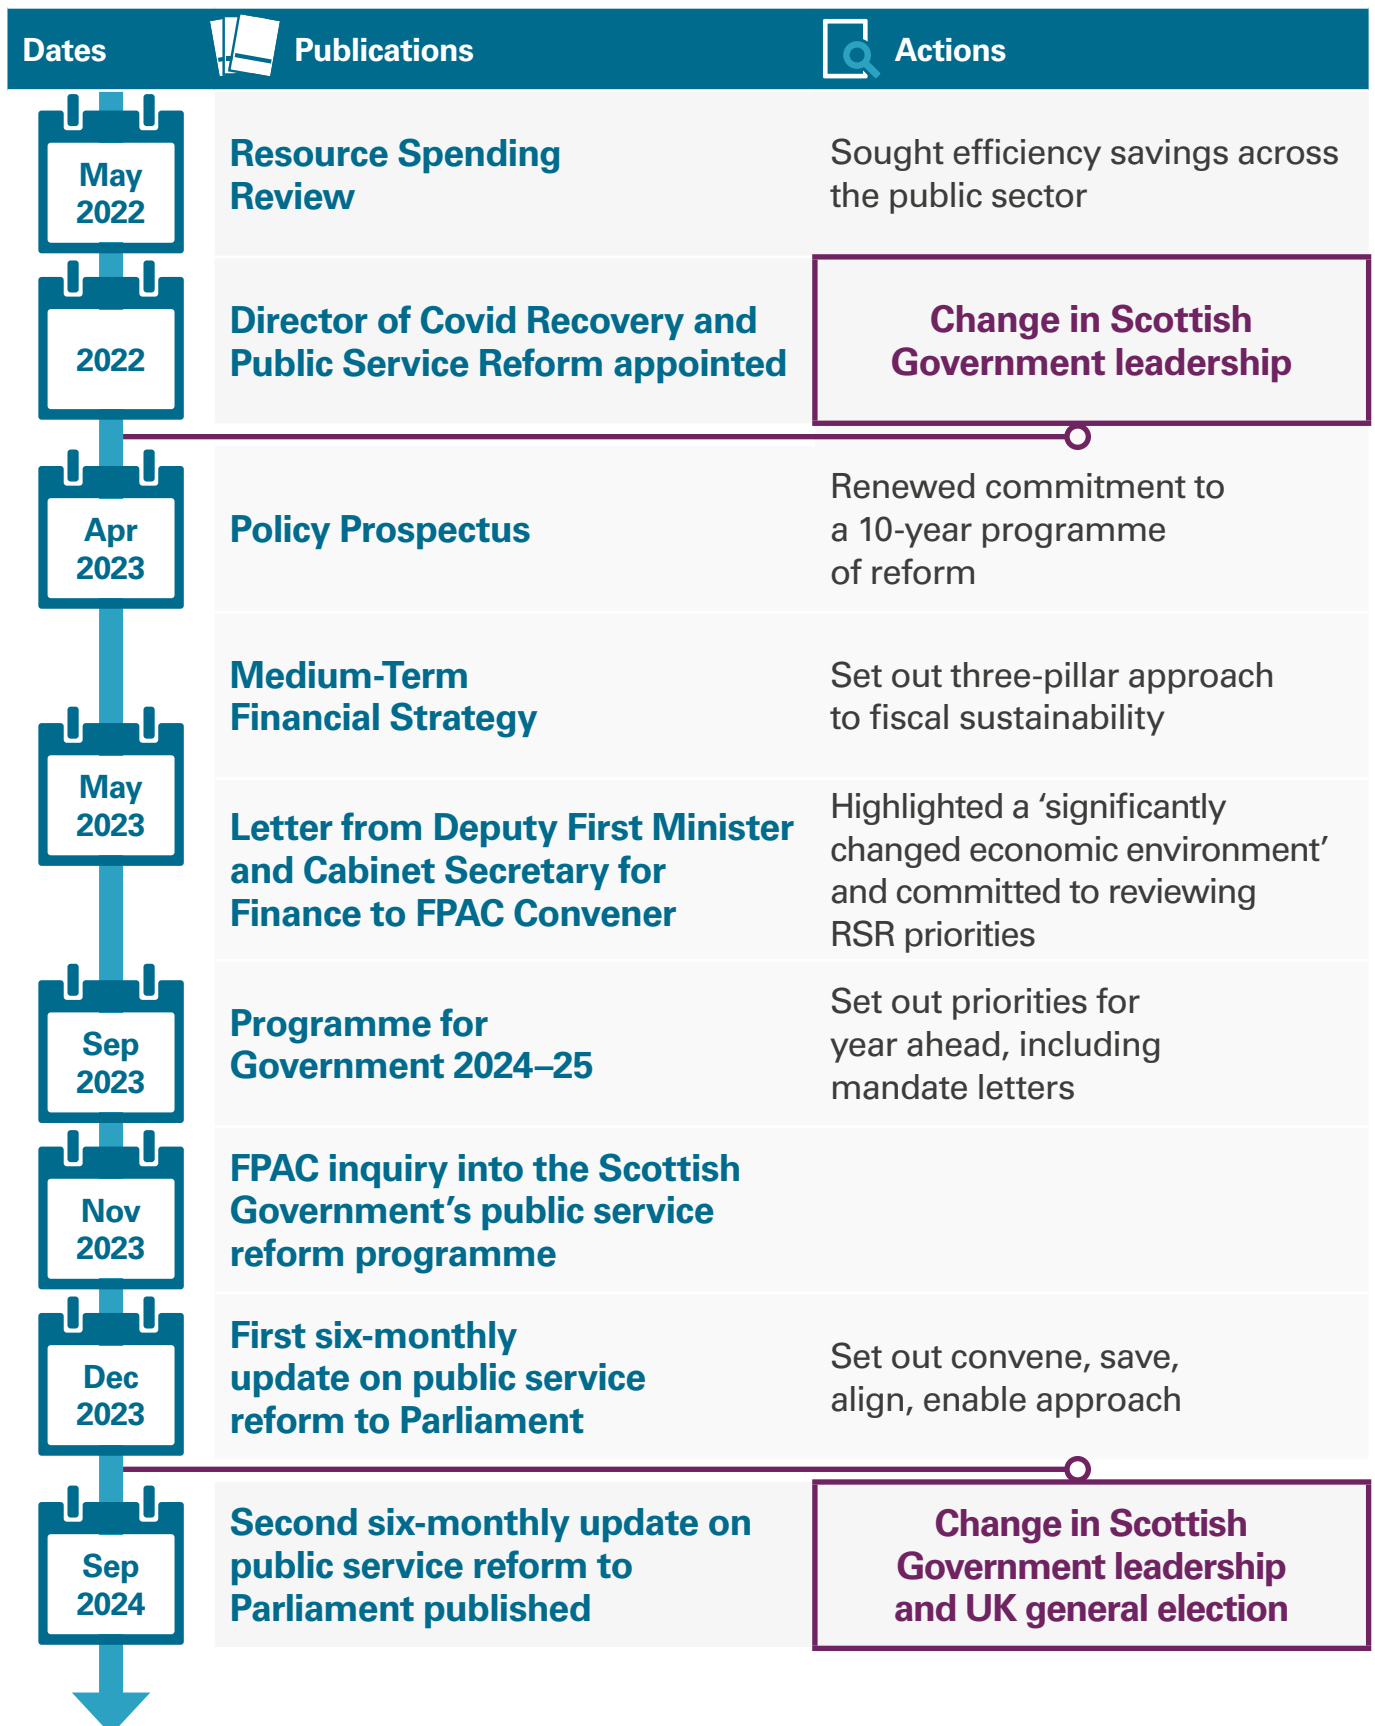 Dates
Publications
Actions
May
2022
Resource Spending
Review
Sought efficiency savings across
the public sector
2022
Director of Covid Recovery and
Public Service Reform appointed
Change in Scottish
Government leadership
Apr
2023
Policy Prospectus
Renewed commitment to
a 10-year programme
of reform
May
2023
Medium-Term
Financial Strategy
Set out three-pillar approach
to fiscal sustainability
Letter from Deputy First Minister
and Cabinet Secretary for
Finance to FPAC Convener
Highlighted a ‘significantly
changed economic environment’
and committed to reviewing
RSR priorities
Sep
2023
Programme for
Government 2024–25
Set out priorities for
year ahead, including
mandate letters
Nov
2023
FPAC inquiry into the Scottish
Government’s public service
reform programme
Dec
2023
First six-monthly
update on public service
reform to Parliament
Set out convene, save,
align, enable approach
Sep
2024
Second six-monthly update on
public service reform to
Parliament published
Change in Scottish
Government leadership
and UK general election